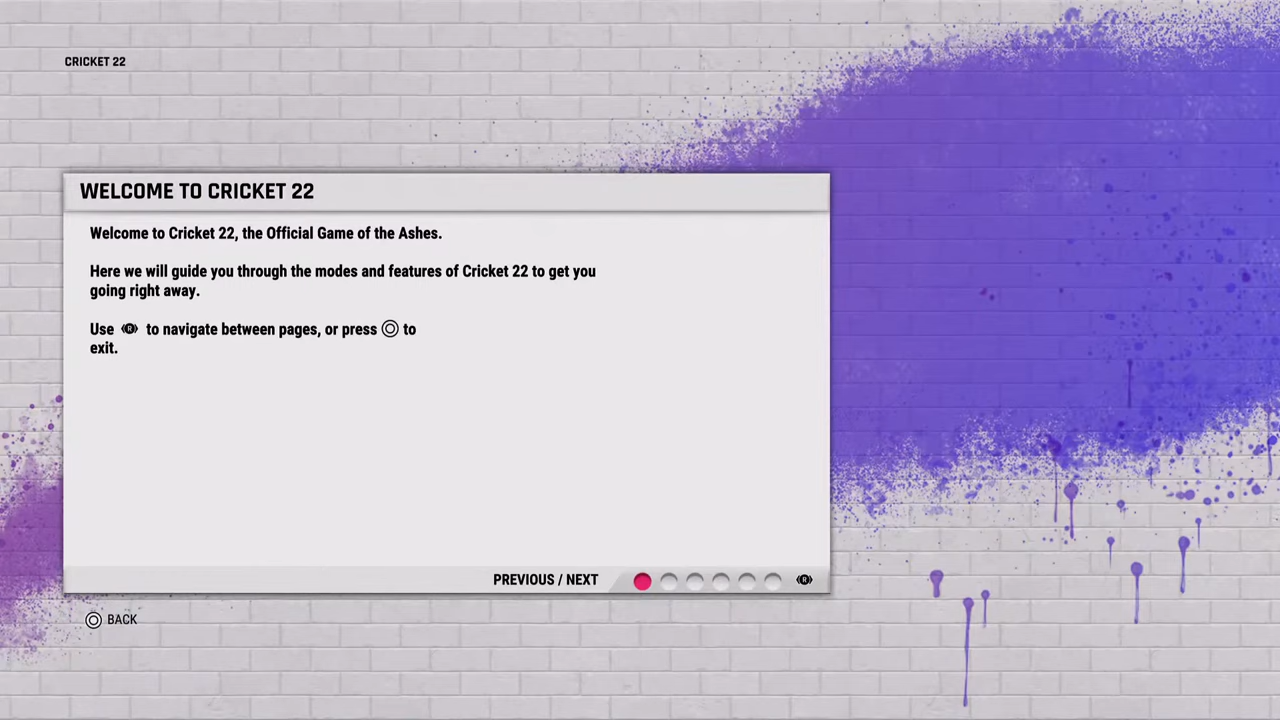 CRICKET 22
WELCOME TO CRICKET 22
Welcome to Cricket 22, the Official Game of the Ashes.
Here we will guide you through the modes and features of Cricket 22 to get you
going right away.
Use R to navigate between pages, or press to
exit.
PREVIOUS / NEXT R
BACK